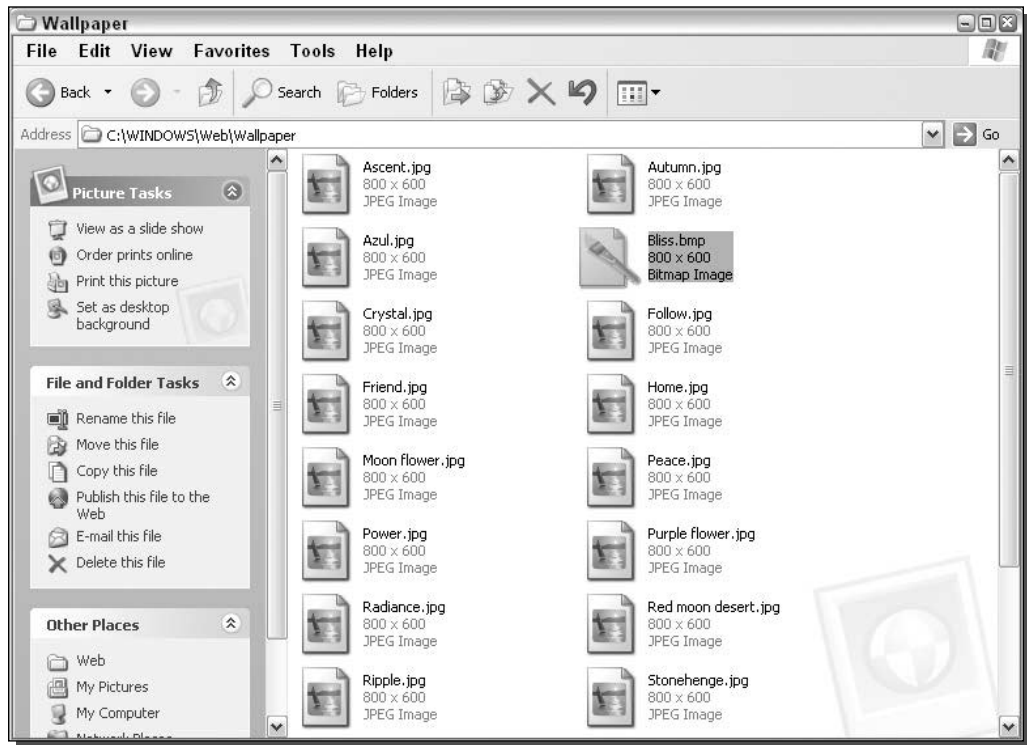 Wallpaper
File Edit View Favorites Tools Help
Back Search Folders
Address C:\WINDOWS\Web\Wallpaper Go
Picture Tasks
View as a slide show
Order prints online
Print this picture
Set as desktop
background
File and Folder Tasks
Rename this file
Move this file
Copy this file
Publish this file to the
Web
E-mail this file
Delete this file
Other Places
Web
My Pictures
My Computer
Network Places
Ascent.jpg
800 x 600
JPEG Image
Autumn.jpg
800 x 600
JPEG Image
Azul.jpg
800 x 600
JPEG Image
Bliss.bmp
800 x 600
Bitmap Image
Crystal.jpg
800 x 600
JPEG Image
Follow.jpg
800 x 600
JPEG Image
Friend.jpg
800 x 600
JPEG Image
Home.jpg
800 x 600
JPEG Image
Moon flower.jpg
800 x 600
JPEG Image
Peace.jpg
800 x 600
JPEG Image
Power.jpg
800 x 600
JPEG Image
Purple flower.jpg
800 x 600
JPEG Image
Radiance.jpg
800 x 600
JPEG Image
Red moon desert.jpg
800 x 600
JPEG Image
Ripple.jpg
800 x 600
JPEG Image
Stonehenge.jpg
800 x 600
JPEG Image